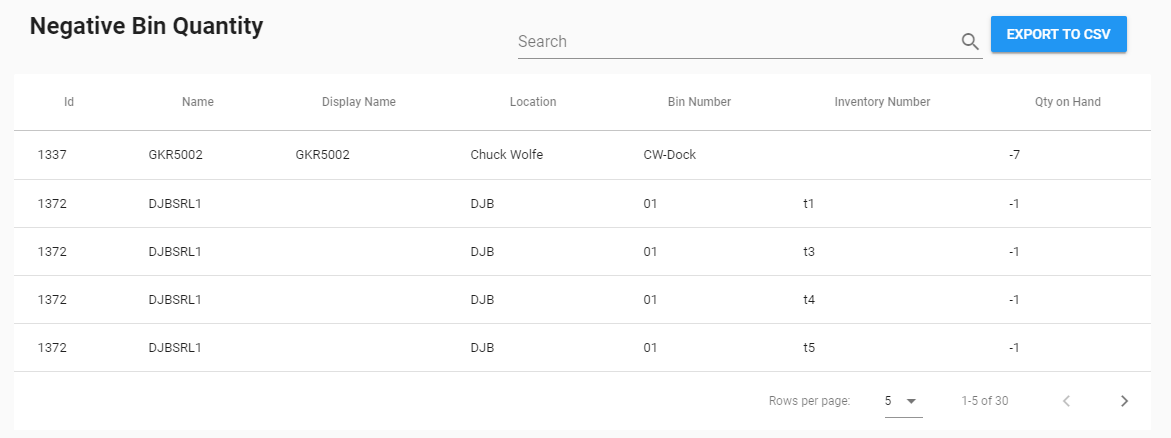 Negative Bin Quantity
Search
EXPORT TO CSV
Id Name Display Name Location Bin Number Inventory Number Qty on Hand
1337 GKR5002 GKR5002 Chuck Wolfe CW-Dock -7
1372 DJBSRL1 DJB 01 t1 -1
1372 DJBSRL1 DJB 01 t3 -1
1372 DJBSRL1 DJB 01 t4 -1
1372 DJBSRL1 DJB 01 t5 -1
Rows per page: 5 1-5 of 30